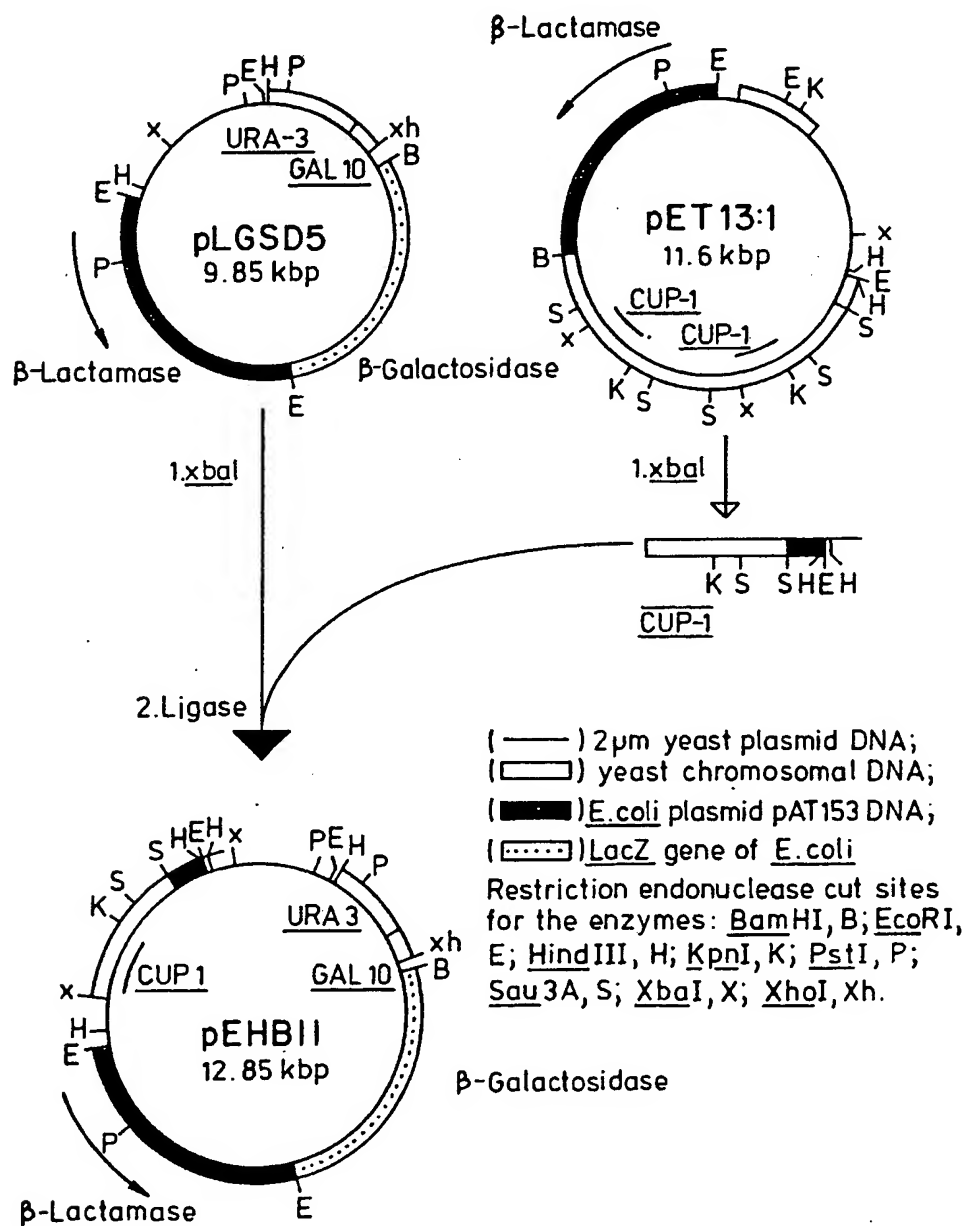 β-Lactamase
P E H P
x
URA-3
xh
B
GAL 10
H
E
pLGSD5
9.85 kbp
P
β-Lactamase
β-Galactosidase
E
P E
E K
pET13:1
11.6 kbp
x
H
E
H
S
B
CUP-1
CUP-1
S
x
K
S
S
x
K
S
1.xbaI
1.xbaI
K S SHEH
CUP-1
2.Ligase
(———) 2µm yeast plasmid DNA;
( ) yeast chromosomal DNA;
( ) E.coli plasmid pAT153 DNA;
( ) LacZ gene of E.coli
Restriction endonuclease cut sites
for the enzymes: BamHI, B; EcoRI,
E; HindIII, H; KpnI, K; PstI, P;
Sau3A, S; XbaI, X; XhoI, Xh.
S HEH x
P E H P
S
K
URA 3
xh
B
CUP 1
GAL 10
x
H
E
pEHBII
12.85 kbp
β-Galactosidase
P
β-Lactamase
E